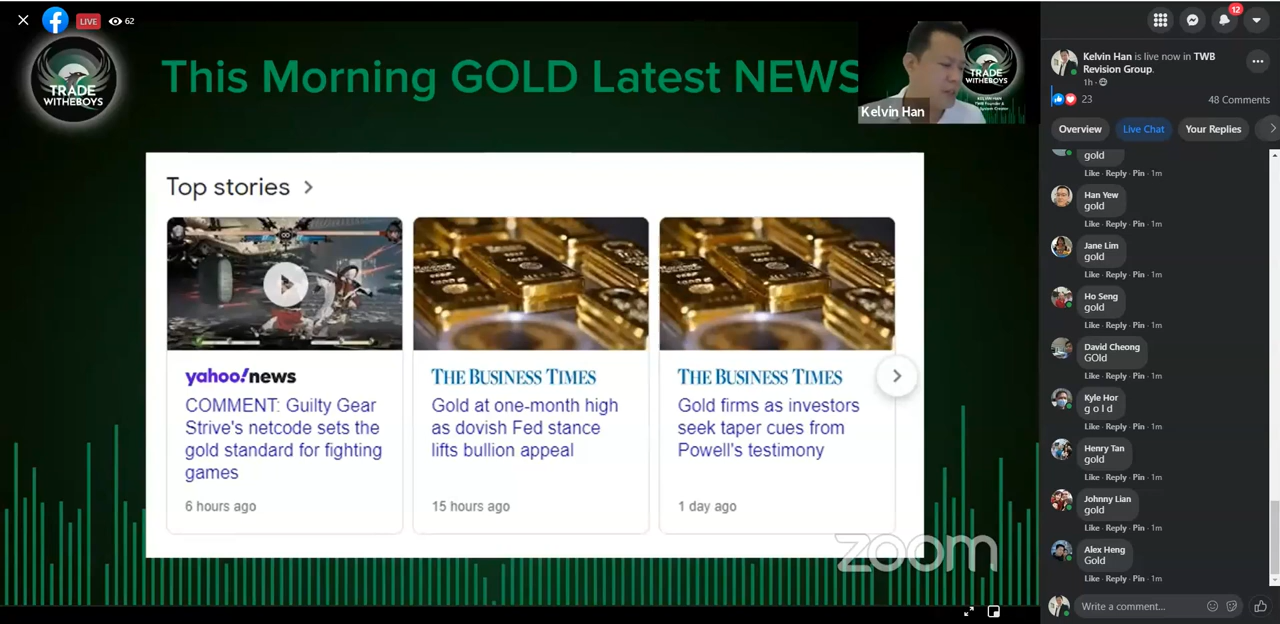 LIVE
62
TRADE
WITHEBOYS
This Morning GOLD Latest NEWS
TRADE
WITHEBOYS
Kelvin Han
Top stories
yahoo!news
COMMENT: Guilty Gear
Strive's netcode sets the
gold standard for fighting
games
6 hours ago
THE BUSINESS TIMES
Gold at one-month high
as dovish Fed stance
lifts bullion appeal
15 hours ago
THE BUSINESS TIMES
Gold firms as investors
seek taper cues from
Powell's testimony
1 day ago
zoom
12
Kelvin Han is live now in TWB
Revision Group.
1h
23
48 Comments
Overview
Live Chat
Your Replies
gold
Like · Reply · Pin · 1m
Han Yew
gold
Like · Reply · Pin · 1m
Jane Lim
gold
Like · Reply · Pin · 1m
Ho Seng
gold
Like · Reply · Pin · 1m
David Cheong
GOld
Like · Reply · Pin · 1m
Kyle Hor
g o l d
Like · Reply · Pin · 1m
Henry Tan
gold
Like · Reply · Pin · 1m
Johnny Lian
gold
Like · Reply · Pin · 1m
Alex Heng
Gold
Like · Reply · Pin · 1m
Write a comment...